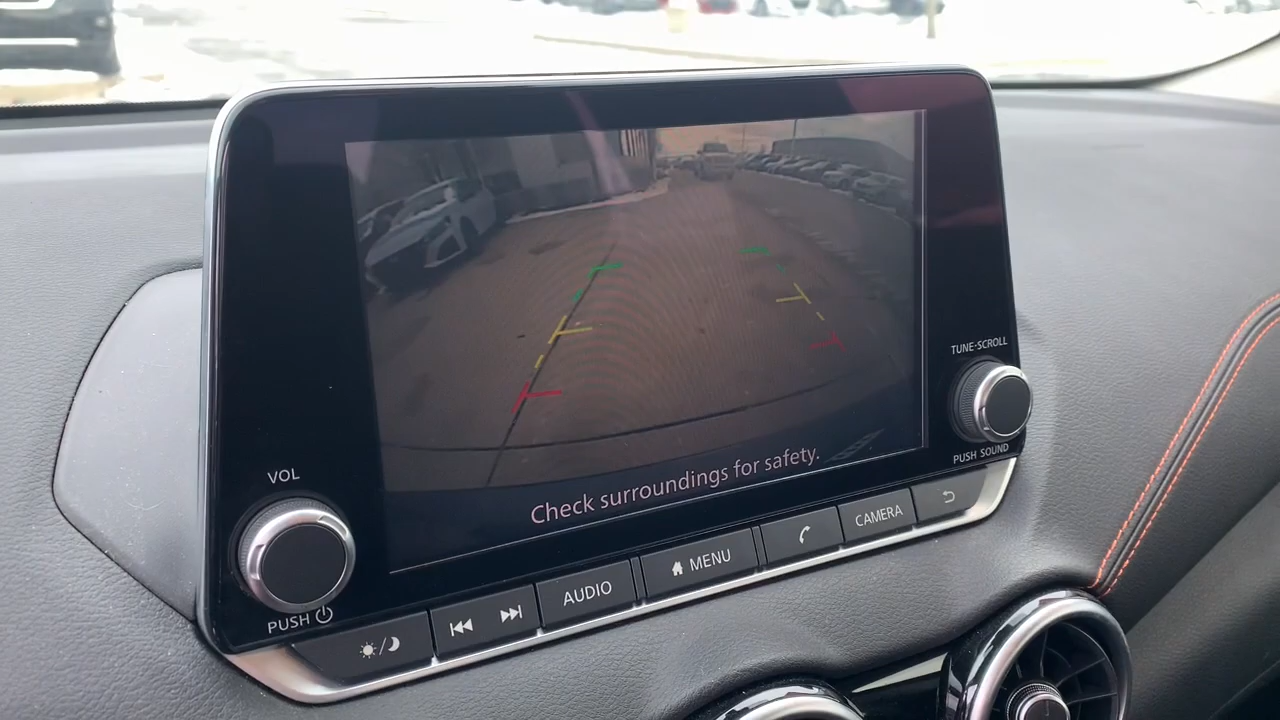 TUNE·SCROLL
PUSH SOUND
VOL
PUSH
Check surroundings for safety.
AUDIO
MENU
CAMERA